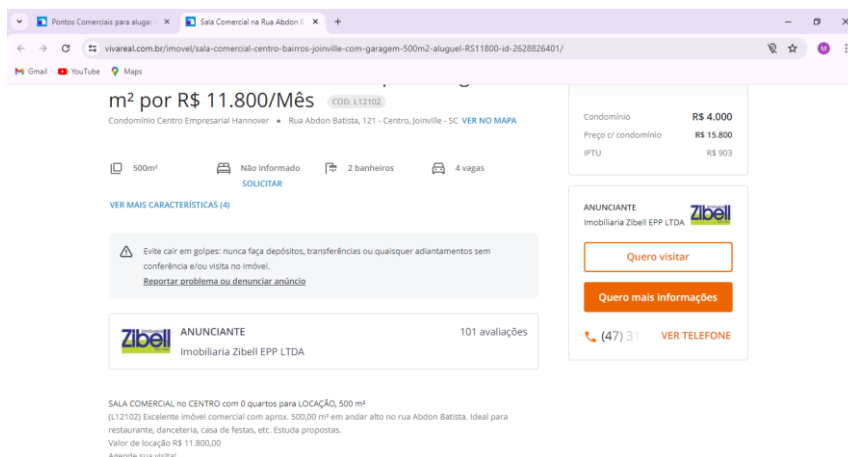 Pontos Comerciais para alugar
Sala Comercial na Rua Abdon
vivareal.com.br/imovel/sala-comercial-centro-bairros-joinville-com-garagem-500m2-aluguel-RS11800-id-2628826401/
M
Gmail YouTube Maps
m² por R$ 11.800/Mês COD. L12102
Condomínio Centro Empresarial Hannover • Rua Abdon Batista, 121 - Centro, Joinville - SC VER NO MAPA
500m² Não informado 2 banheiros 4 vagas
SOLICITAR
VER MAIS CARACTERÍSTICAS (4)
Evite cair em golpes: nunca faça depósitos, transferências ou quaisquer adiantamentos sem
conferência e/ou visita no imóvel.
Reportar problema ou denunciar anúncio
Zibell
ANUNCIANTE 101 avaliações
Imobiliaria Zibell EPP LTDA
SALA COMERCIAL no CENTRO com 0 quartos para LOCAÇÃO, 500 m²
(L12102) Excelente imóvel comercial com aprox. 500,00 m² em andar alto no rua Abdon Batista. Ideal para
restaurante, danceteria, casa de festas, etc. Estuda propostas.
Valor de locação R$ 11.800,00
Agende sua visita!
Condomínio R$ 4.000
Preço c/ condomínio R$ 15.800
IPTU R$ 903
ANUNCIANTE
Imobiliaria Zibell EPP LTDA
Zibell
Quero visitar
Quero mais informações
(47) 31 VER TELEFONE